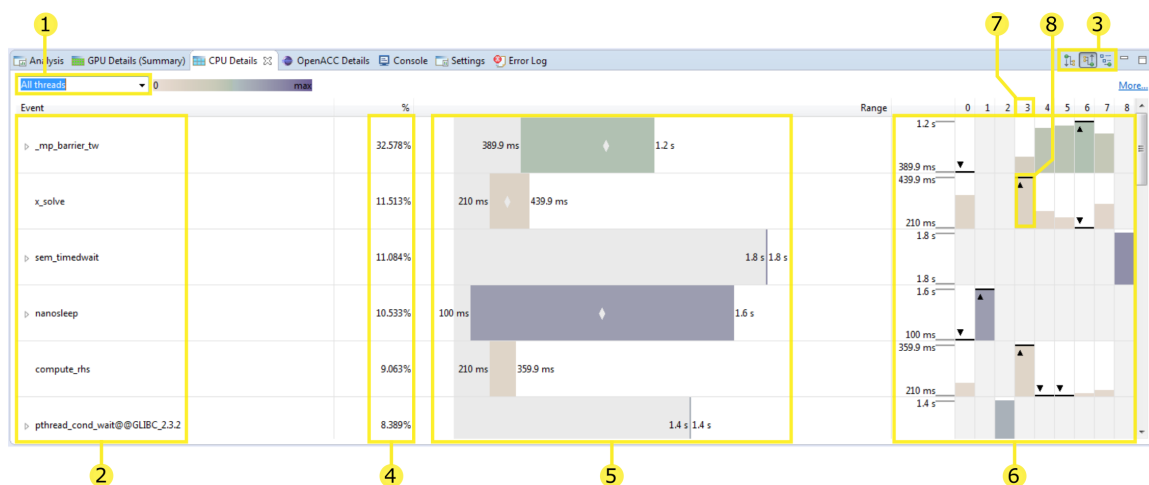 1 7 8 3
Analysis GPU Details (Summary) CPU Details OpenACC Details Console Settings Error Log
All threads 0 max
More...
Event % Range 0 1 2 3 4 5 6 7 8
_mp_barrier_tw 32.578% 389.9 ms 1.2 s 1.2 s 389.9 ms
x_solve 11.513% 210 ms 439.9 ms 439.9 ms 210 ms
sem_timedwait 11.084% 1.8 s 1.8 s 1.8 s 1.8 s
nanosleep 10.533% 100 ms 1.6 s 1.6 s 100 ms
compute_rhs 9.063% 210 ms 359.9 ms 359.9 ms 210 ms
pthread_cond_wait@@GLIBC_2.3.2 8.389% 1.4 s 1.4 s 1.4 s
2 4 5 6